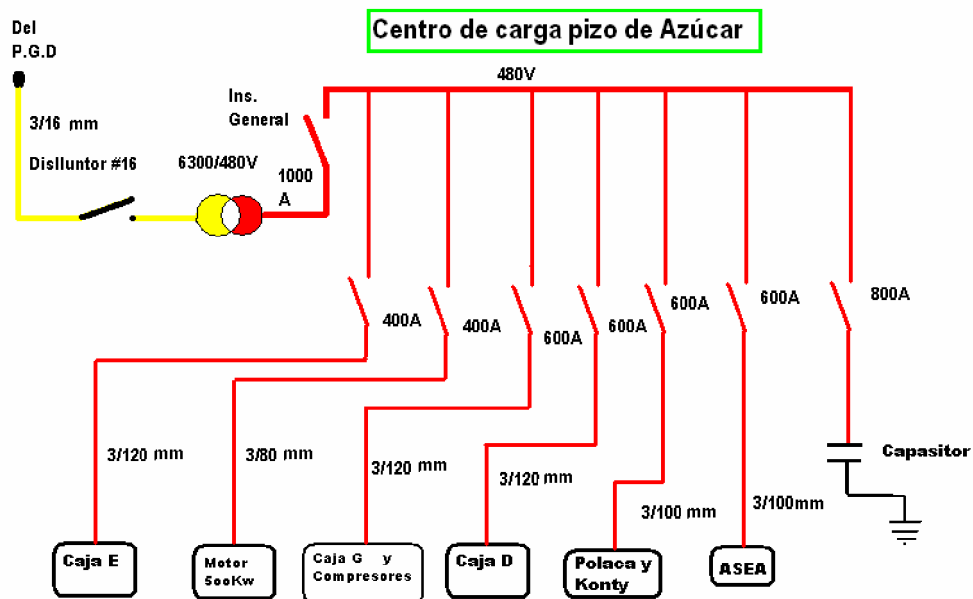 Del
P.G.D
Centro de carga pizo de Azúcar
480V
Ins.
General
3/16 mm
Dislluntor #16
6300/480V
1000
A
400A
400A
600A
600A
600A
600A
800A
3/120 mm
3/80 mm
3/120 mm
3/120 mm
3/100 mm
3/100mm
Capasitor
Caja E
Motor
5ooKw
Caja G y
Compresores
Caja D
Polaca y
Konty
ASEA